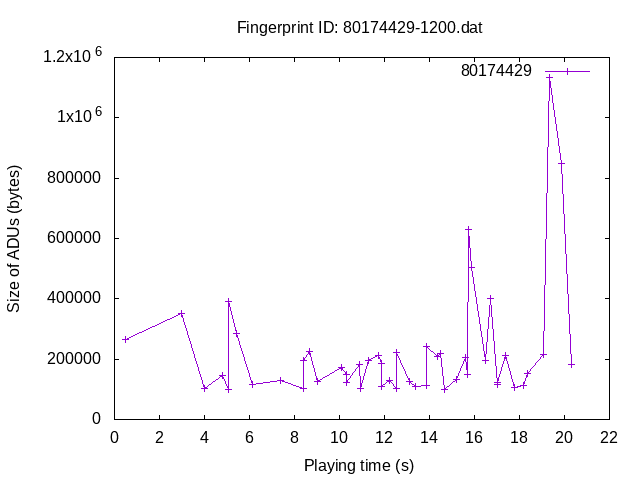 Fingerprint ID: 80174429-1200.dat
1.2x10^6
80174429
1x10^6
800000
600000
400000
200000
0
Size of ADUs (bytes)
0 2 4 6 8 10 12 14 16 18 20 22
Playing time (s)